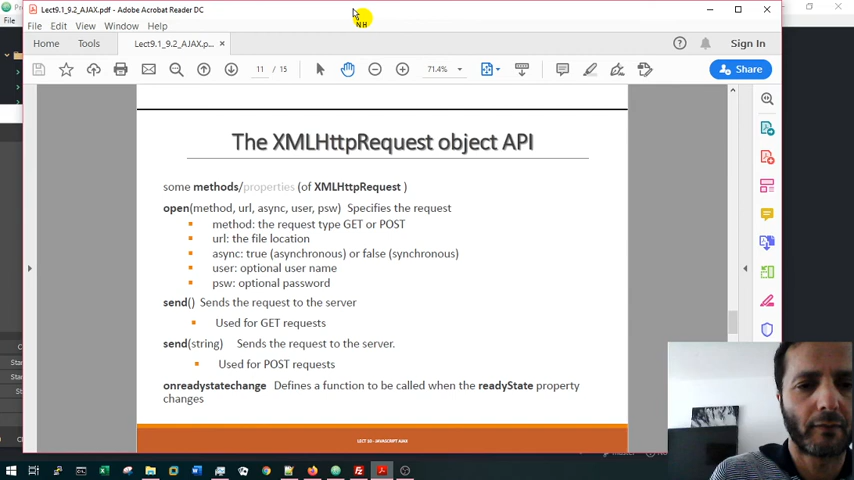 Lect9.1_9.2_AJAX.pdf - Adobe Acrobat Reader DC
File Edit View Window Help
Home Tools Lect9.1_9.2_AJAX.p... × Sign In
11 / 15 71.4% Share
NH
The XMLHttpRequest object API
some methods/properties (of XMLHttpRequest )
open(method, url, async, user, psw) Specifies the request
method: the request type GET or POST
url: the file location
async: true (asynchronous) or false (synchronous)
user: optional user name
psw: optional password
send() Sends the request to the server
Used for GET requests
send(string) Sends the request to the server.
Used for POST requests
onreadystatechange Defines a function to be called when the readyState property
changes
LECT 10 : JAVASCRIPT AJAX